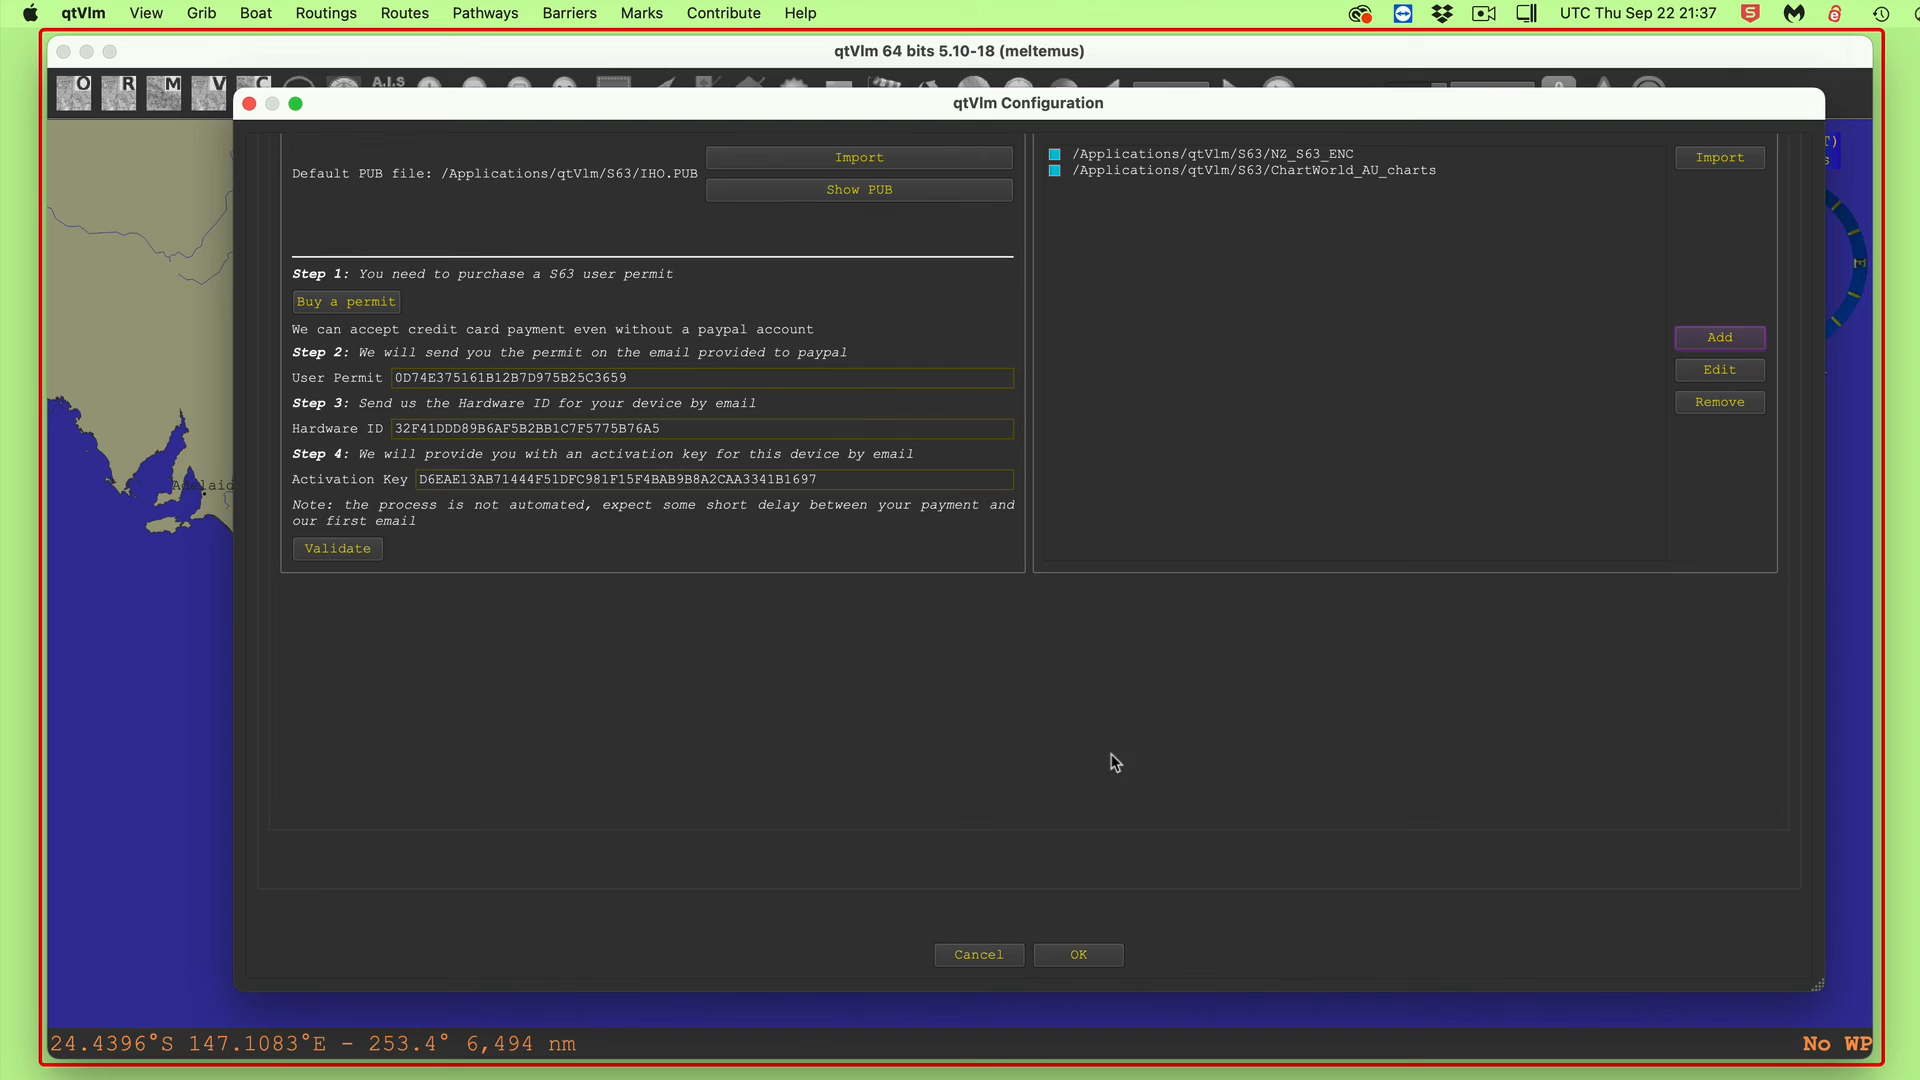 qtVlm View Grib Boat Routings Routes Pathways Barriers Marks Contribute Help UTC Thu Sep 22 21:37
qtVlm 64 bits 5.10-18 (meltemus)
O R M V C A.I.S
qtVlm Configuration
Default PUB file: /Applications/qtVlm/S63/IHO.PUB
Import
Show PUB
Step 1: You need to purchase a S63 user permit
Buy a permit
We can accept credit card payment even without a paypal account
Step 2: We will send you the permit on the email provided to paypal
User Permit 0D74E375161B12B7D975B25C3659
Step 3: Send us the Hardware ID for your device by email
Hardware ID 32F41DDD89B6AF5B2BB1C7F5775B76A5
Step 4: We will provide you with an activation key for this device by email
Activation Key D6EAE13AB71444F51DFC981F15F4BAB9B8A2CAA3341B1697
Note: the process is not automated, expect some short delay between your payment and
our first email
Validate
/Applications/qtVlm/S63/NZ_S63_ENC
/Applications/qtVlm/S63/ChartWorld_AU_charts
Import
Add
Edit
Remove
Adelaid
E
Cancel OK
24.4396°S 147.1083°E - 253.4° 6,494 nm
No WP